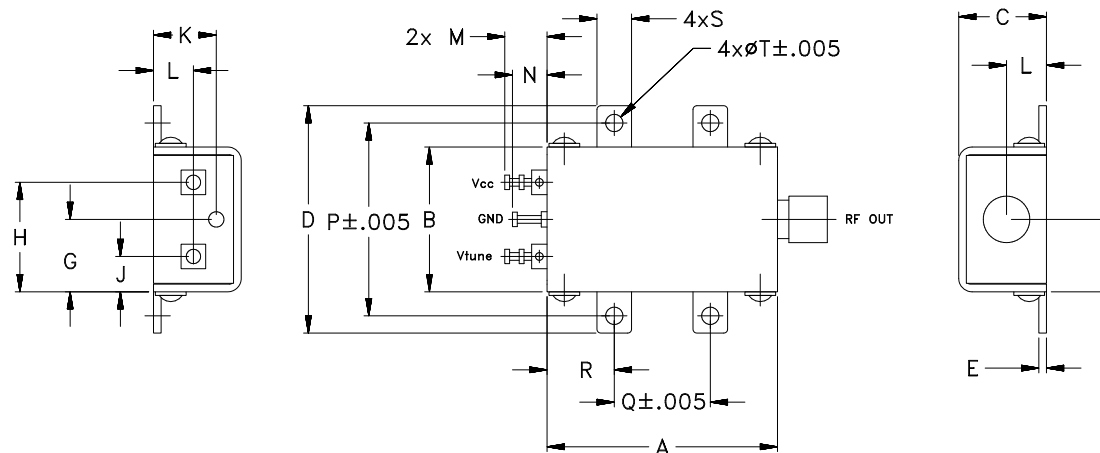 K
L
2x M
N
4xS
4xøT±.005
C
L
Vcc
GND
Vtune
H
G
J
D
P±.005
B
RF OUT
E
R
Q±.005
A